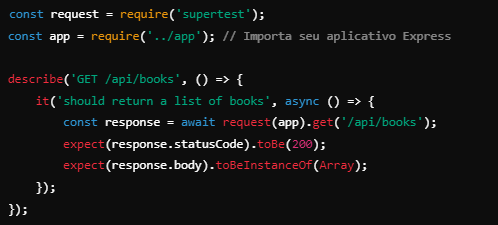 const request = require('supertest');
const app = require('../app'); // Importa seu aplicativo Express

describe('GET /api/books', () => {
    it('should return a list of books', async () => {
        const response = await request(app).get('/api/books');
        expect(response.statusCode).toBe(200);
        expect(response.body).toBeInstanceOf(Array);
    });
});